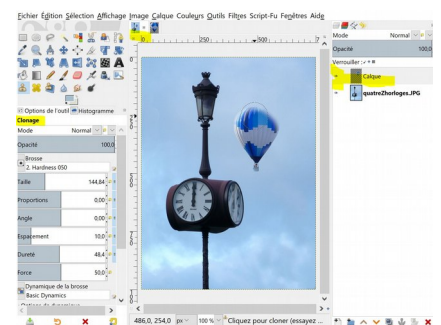 Fichier Édition Sélection Affichage Image Calque Couleurs Outils Filtres Script-Fu Fenêtres Aide
Options de l'outil Histogramme
Clonage
Mode Normal
Opacité 100,0
Brosse
2. Hardness 050
Taille 144,84
Proportions 0,00
Angle 0,00
Espacement 10,0
Dureté 48,4
Force 50,0
Dynamique de la brosse
Basic Dynamics
0 250 500
486,0, 254,0 px 100 % Cliquez pour cloner (essayez ...
Mode Normal
Opacité 100,0
Verrouiller :
Calque
quatre2horloges.JPG